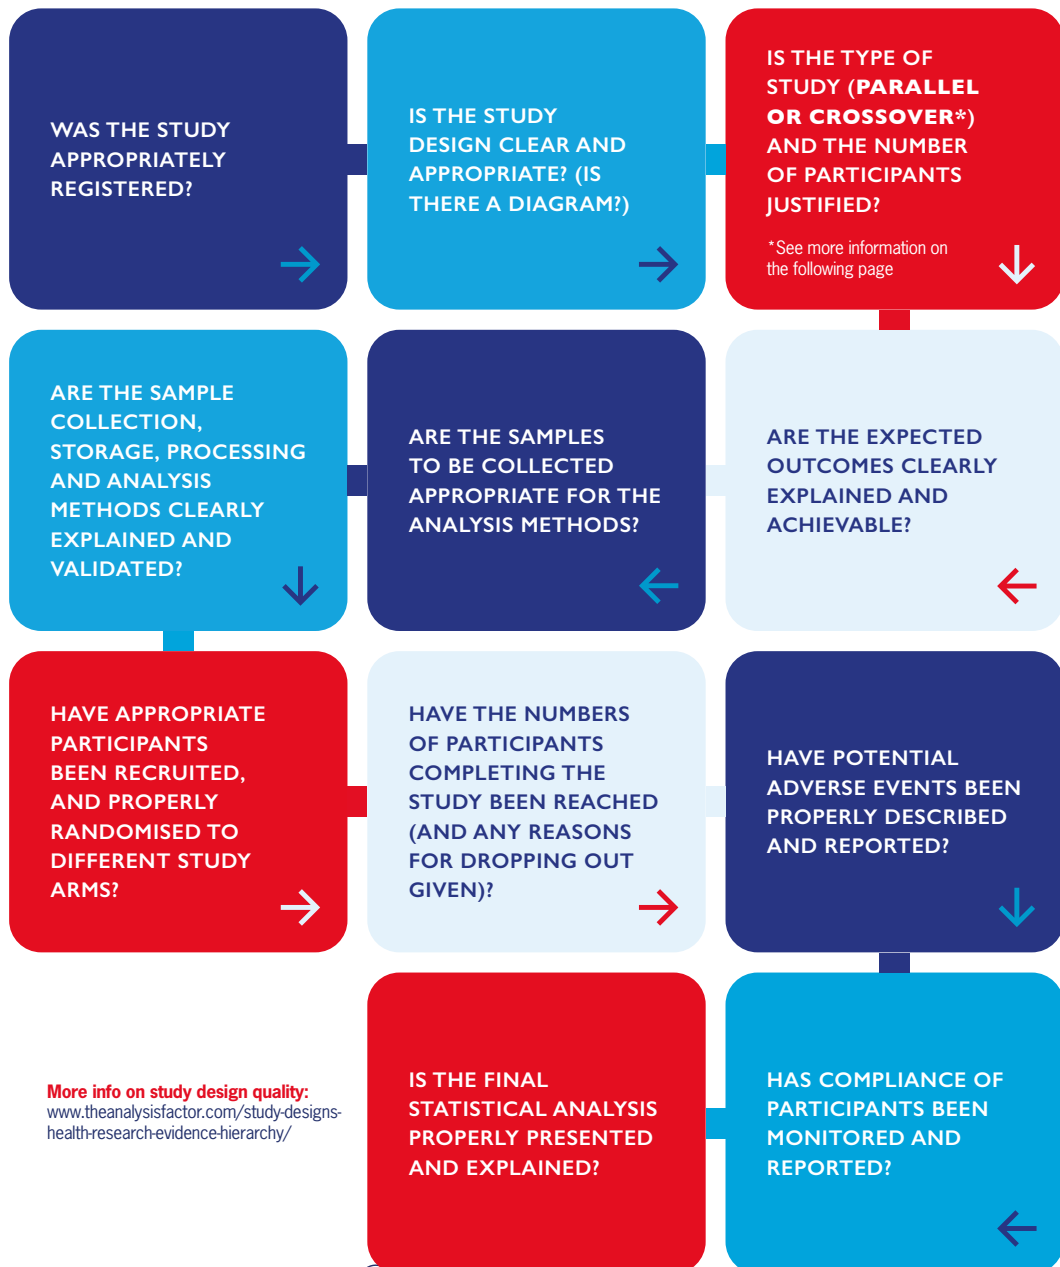 WAS THE STUDY
APPROPRIATELY
REGISTERED?
IS THE STUDY
DESIGN CLEAR AND
APPROPRIATE? (IS
THERE A DIAGRAM?)
IS THE TYPE OF
STUDY (PARALLEL
OR CROSSOVER*)
AND THE NUMBER
OF PARTICIPANTS
JUSTIFIED?
*See more information on
the following page
ARE THE EXPECTED
OUTCOMES CLEARLY
EXPLAINED AND
ACHIEVABLE?
ARE THE SAMPLES
TO BE COLLECTED
APPROPRIATE FOR THE
ANALYSIS METHODS?
ARE THE SAMPLE
COLLECTION,
STORAGE, PROCESSING
AND ANALYSIS
METHODS CLEARLY
EXPLAINED AND
VALIDATED?
HAVE APPROPRIATE
PARTICIPANTS
BEEN RECRUITED,
AND PROPERLY
RANDOMISED TO
DIFFERENT STUDY
ARMS?
HAVE THE NUMBERS
OF PARTICIPANTS
COMPLETING THE
STUDY BEEN REACHED
(AND ANY REASONS
FOR DROPPING OUT
GIVEN)?
HAVE POTENTIAL
ADVERSE EVENTS BEEN
PROPERLY DESCRIBED
AND REPORTED?
HAS COMPLIANCE OF
PARTICIPANTS BEEN
MONITORED AND
REPORTED?
IS THE FINAL
STATISTICAL ANALYSIS
PROPERLY PRESENTED
AND EXPLAINED?
More info on study design quality:
www.theanalysisfactor.com/study-designs-
health-research-evidence-hierarchy/